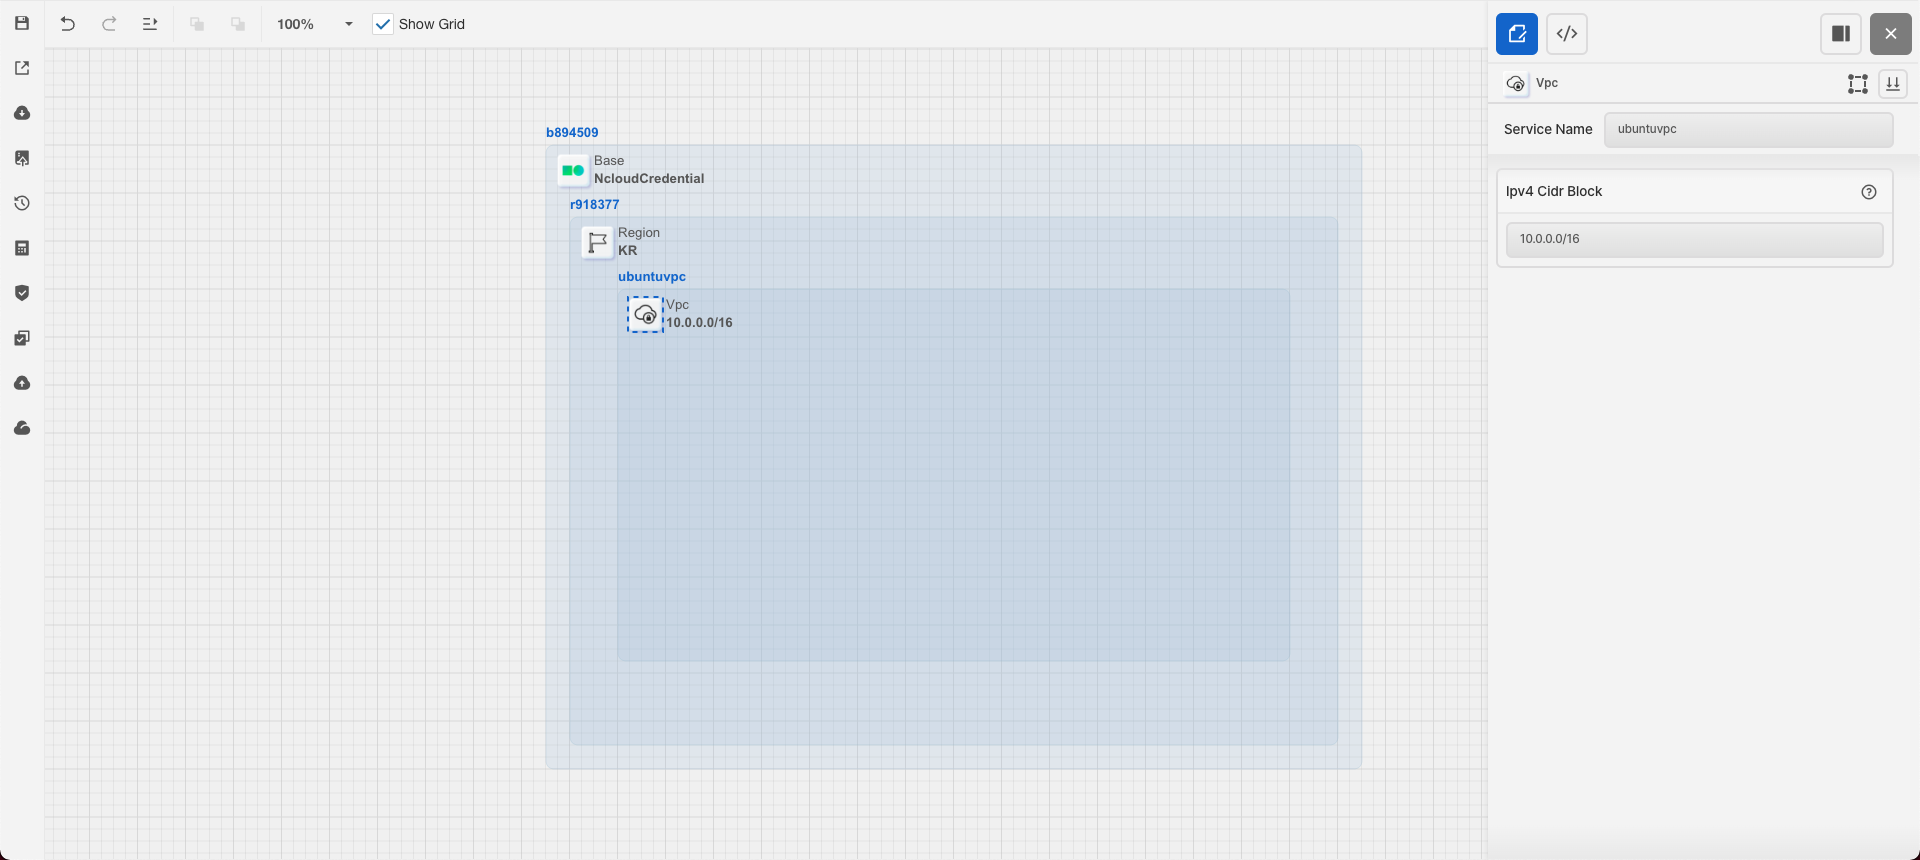 100%
Show Grid
b894509
Base
NcloudCredential
r918377
Region
KR
ubuntuvpc
Vpc
10.0.0.0/16
</>
Vpc
Service Name
ubuntuvpc
Ipv4 Cidr Block
10.0.0.0/16